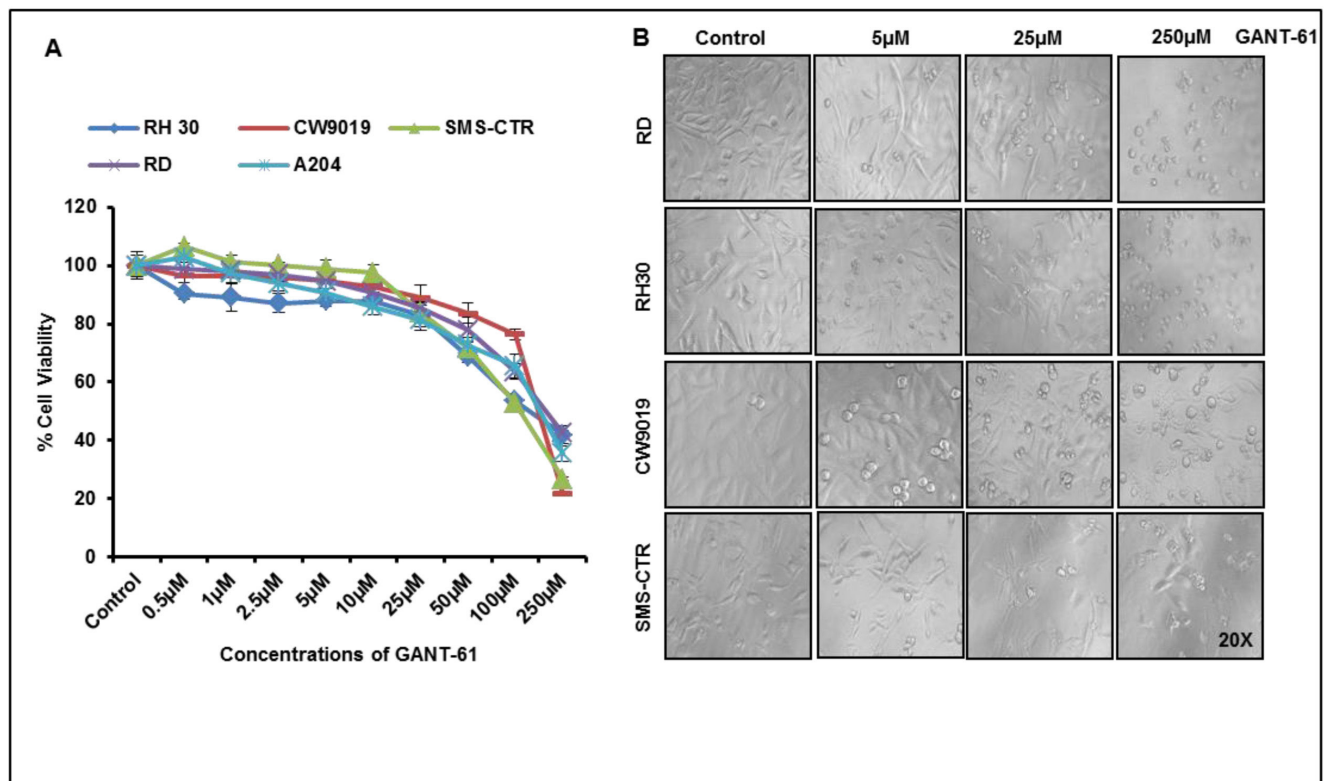 A
RH 30 CW9019 SMS-CTR
RD A204
120
100
80
60
40
20
0
% Cell Viability
Control 0.5µM 1µM 2.5µM 5µM 10µM 25µM 50µM 100µM 250µM
Concentrations of GANT-61
B
Control 5µM 25µM 250µM GANT-61
RD
RH30
CW9019
SMS-CTR
20X